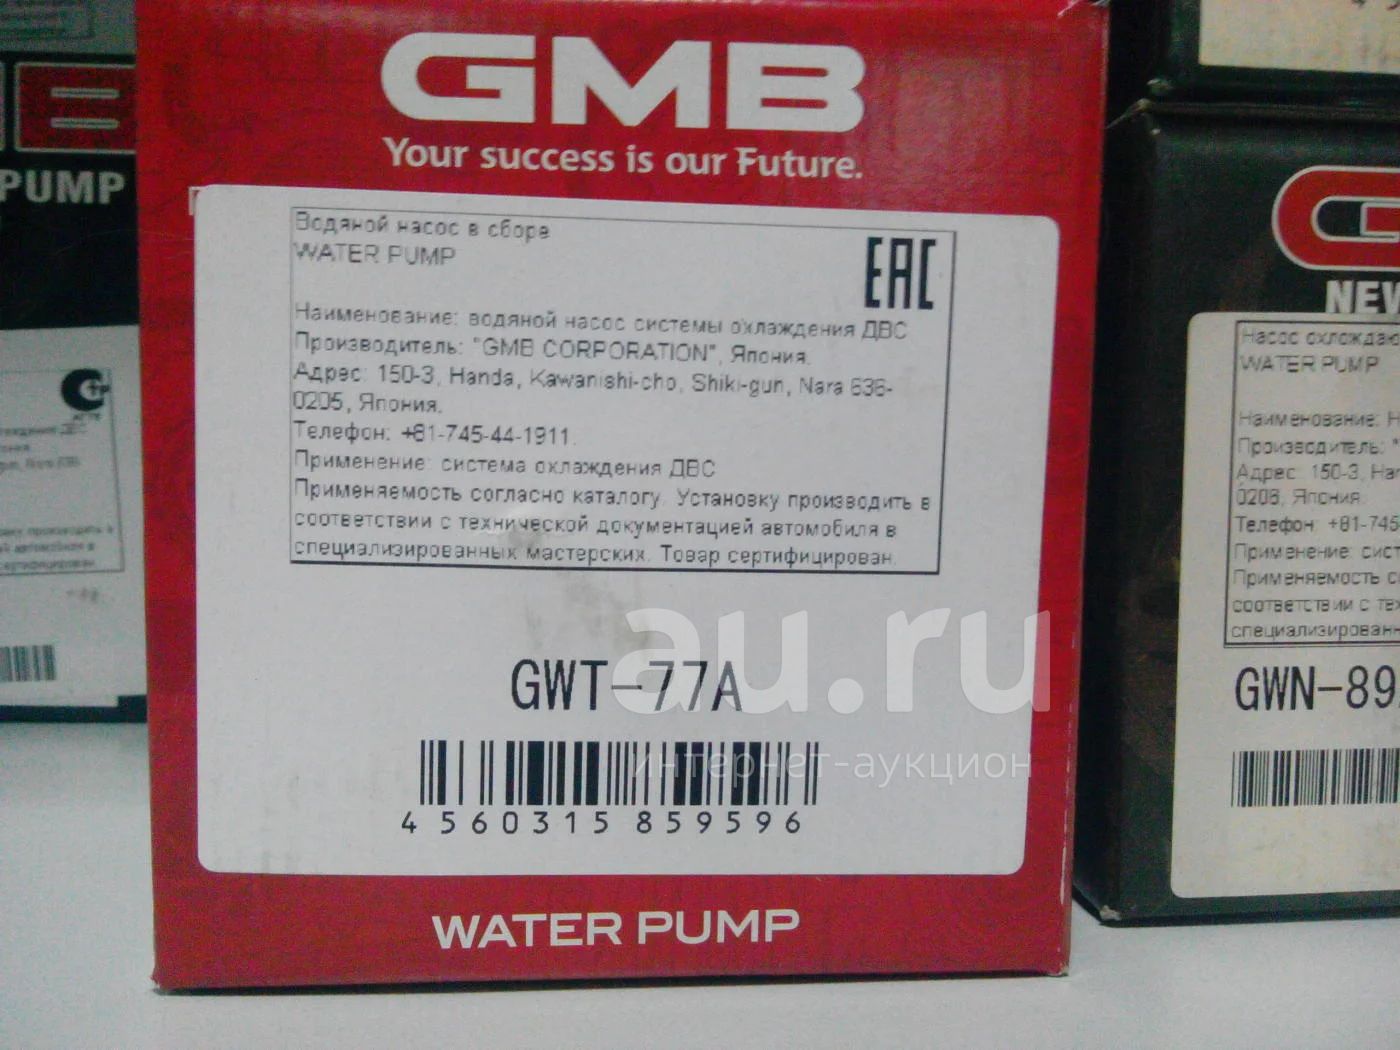 GMB
Your success is our Future.
Водяной насос в сборе
WATER PUMP
EAC
Наименование: водяной насос системы охлаждения ДВС
Производитель: "GMB CORPORATION", Япония.
Адрес: 150-3, Handa, Kawanishi-cho, Shiki-gun, Nara 636-
0205, Япония.
Телефон: +81-745-44-1911.
Применение: система охлаждения ДВС
Применяемость согласно каталогу. Установку производить в
соответствии с технической документацией автомобиля в
специализированных мастерских. Товар сертифицирован.
au.ru
GWT-77A
интернет-аукцион
4 560315 859596
WATER PUMP
PUMP
NEW
Насос охлаждаю
WATER PUMP
Наименование: Н
Производитель: "
Адрес: 150-3, Han
0208, Япония.
Телефон: +81-745
Применение: сист
Применяемость с
соответствии с тех
специализированн
GWN-89